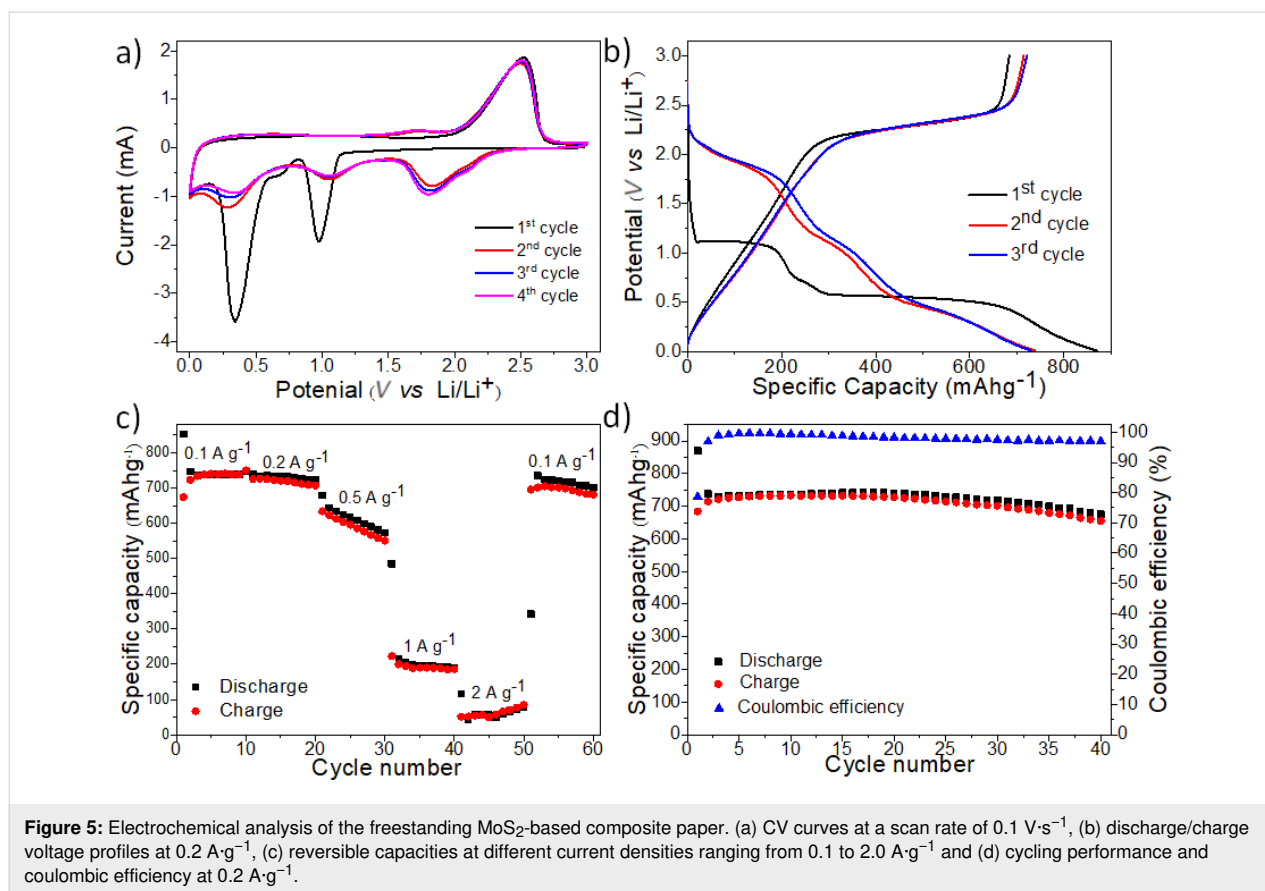 a)
2
1
0
-1
-2
-3
-4
Current (mA)
1st cycle
2nd cycle
3rd cycle
4th cycle
0.0 0.5 1.0 1.5 2.0 2.5 3.0
Potenial (V vs Li/Li+)
b)
3.0
2.5
2.0
1.5
1.0
0.5
0.0
Potential (V vs Li/Li+)
1st cycle
2nd cycle
3rd cycle
0 200 400 600 800
Specific Capacity (mAhg-1)
c)
800
700
600
500
400
300
200
100
0
Specific capacity (mAhg-1)
0.1 A g-1
0.2 A g-1
0.5 A g-1
1 A g-1
2 A g-1
0.1 A g-1
Discharge
Charge
0 10 20 30 40 50 60
Cycle number
d)
900
800
700
600
500
400
300
200
100
0
Specific capacity (mAhg-1)
Discharge
Charge
Coulombic efficiency
100
90
80
70
60
50
40
30
20
10
0
Coulombic efficiency (%)
0 5 10 15 20 25 30 35 40
Cycle number
Figure 5: Electrochemical analysis of the freestanding MoS2-based composite paper. (a) CV curves at a scan rate of 0.1 V·s−1, (b) discharge/charge
voltage profiles at 0.2 A·g−1, (c) reversible capacities at different current densities ranging from 0.1 to 2.0 A·g−1 and (d) cycling performance and
coulombic efficiency at 0.2 A·g−1.